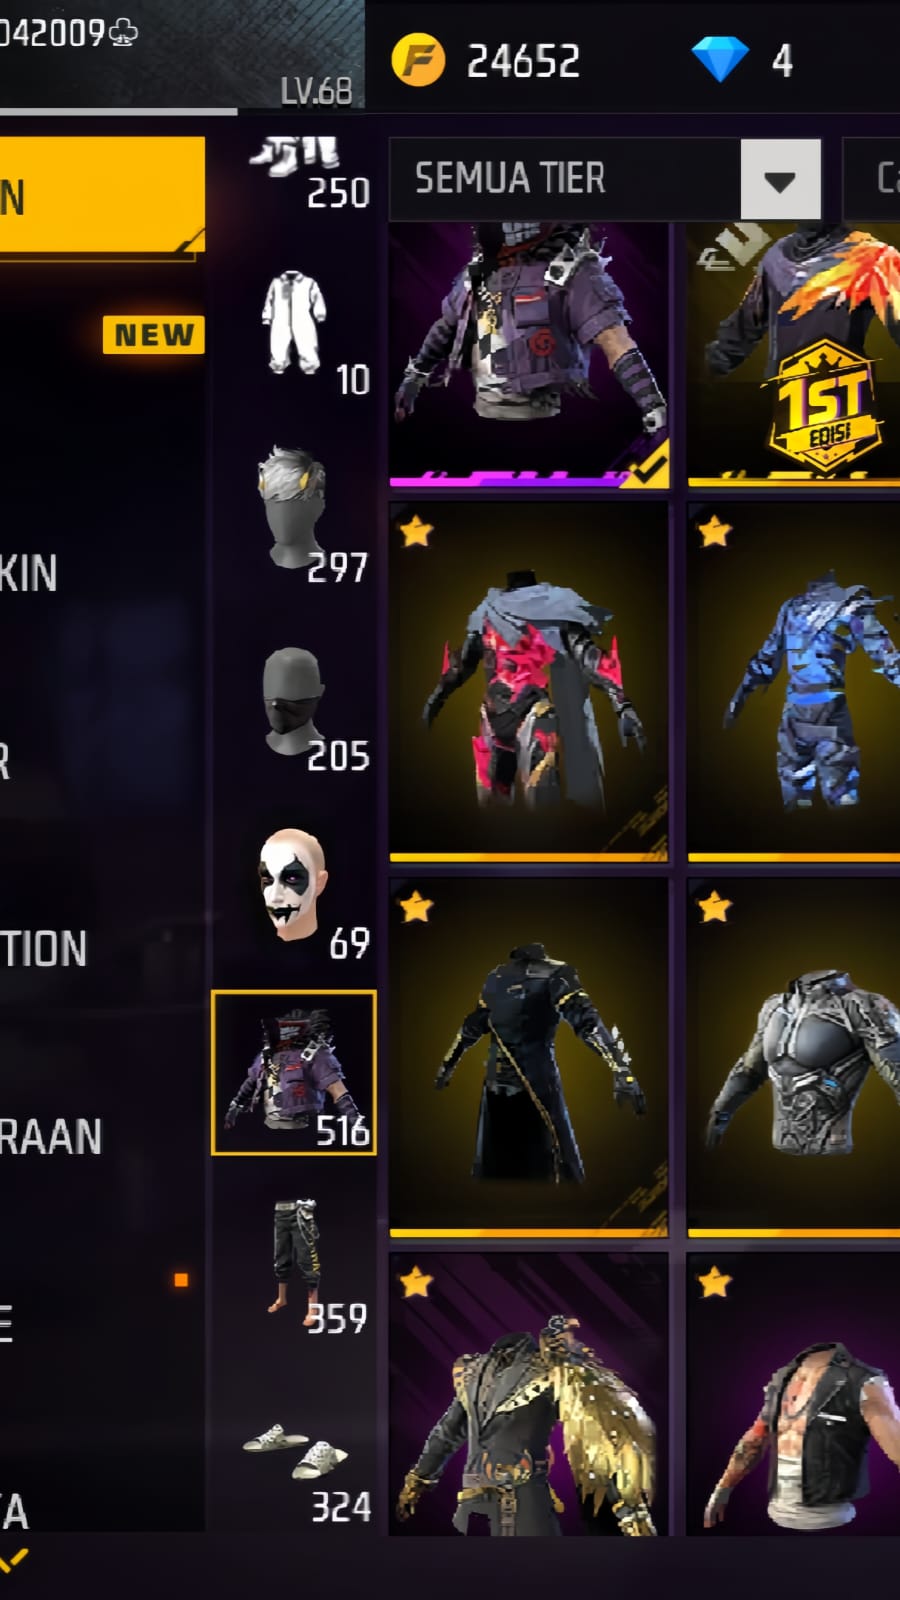 042009♧
LV.68
24652
4
SEMUA TIER
N
250
NEW
10
1ST
EDISI
KIN
297
R
205
TION
69
RAAN
516
E
359
A
324